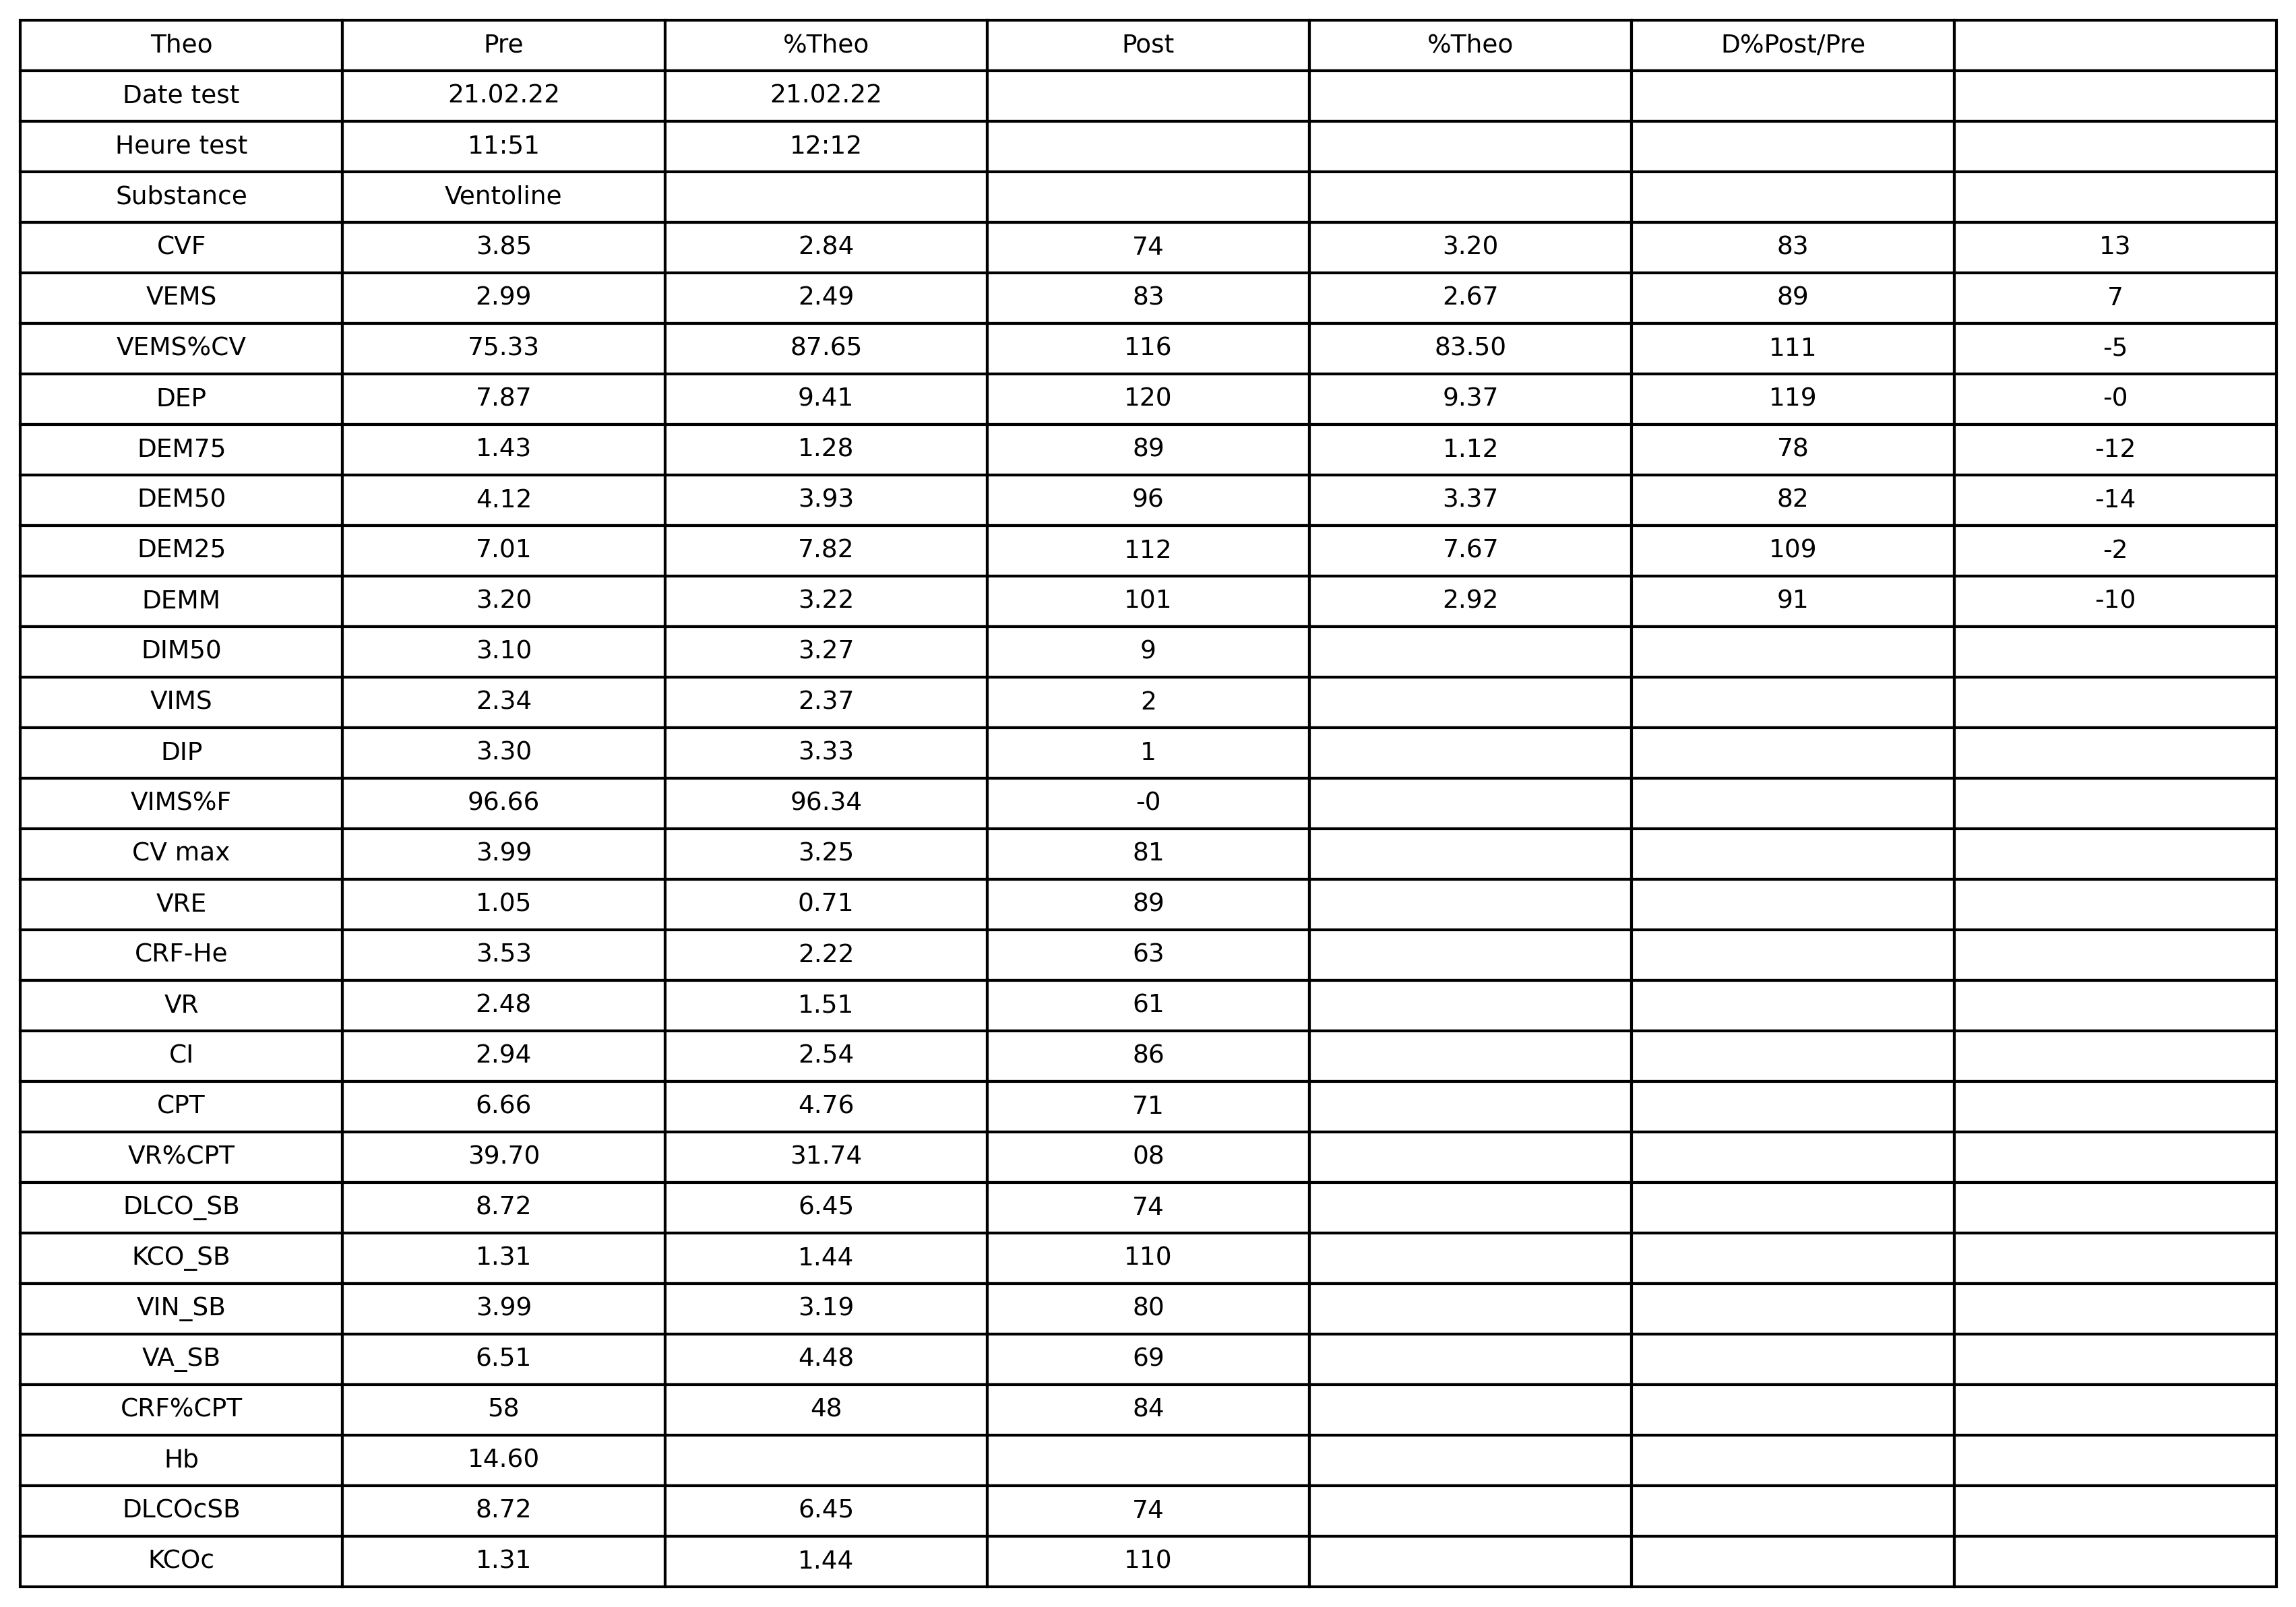 Theo Pre %Theo Post %Theo D%Post/Pre
Date test 21.02.22 21.02.22
Heure test 11:51 12:12
Substance Ventoline
CVF 3.85 2.84 74 3.20 83 13
VEMS 2.99 2.49 83 2.67 89 7
VEMS%CV 75.33 87.65 116 83.50 111 -5
DEP 7.87 9.41 120 9.37 119 -0
DEM75 1.43 1.28 89 1.12 78 -12
DEM50 4.12 3.93 96 3.37 82 -14
DEM25 7.01 7.82 112 7.67 109 -2
DEMM 3.20 3.22 101 2.92 91 -10
DIM50 3.10 3.27 9
VIMS 2.34 2.37 2
DIP 3.30 3.33 1
VIMS%F 96.66 96.34 -0
CV max 3.99 3.25 81
VRE 1.05 0.71 89
CRF-He 3.53 2.22 63
VR 2.48 1.51 61
CI 2.94 2.54 86
CPT 6.66 4.76 71
VR%CPT 39.70 31.74 08
DLCO_SB 8.72 6.45 74
KCO_SB 1.31 1.44 110
VIN_SB 3.99 3.19 80
VA_SB 6.51 4.48 69
CRF%CPT 58 48 84
Hb 14.60
DLCOcSB 8.72 6.45 74
KCOc 1.31 1.44 110